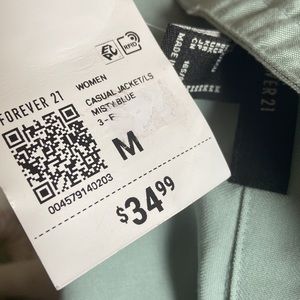 FOREVER 21
WOMEN
CASUAL JACKET/LS
MISTY BLUE
3-F
M
004579140203
$34.99
RFID
FOREVER 21